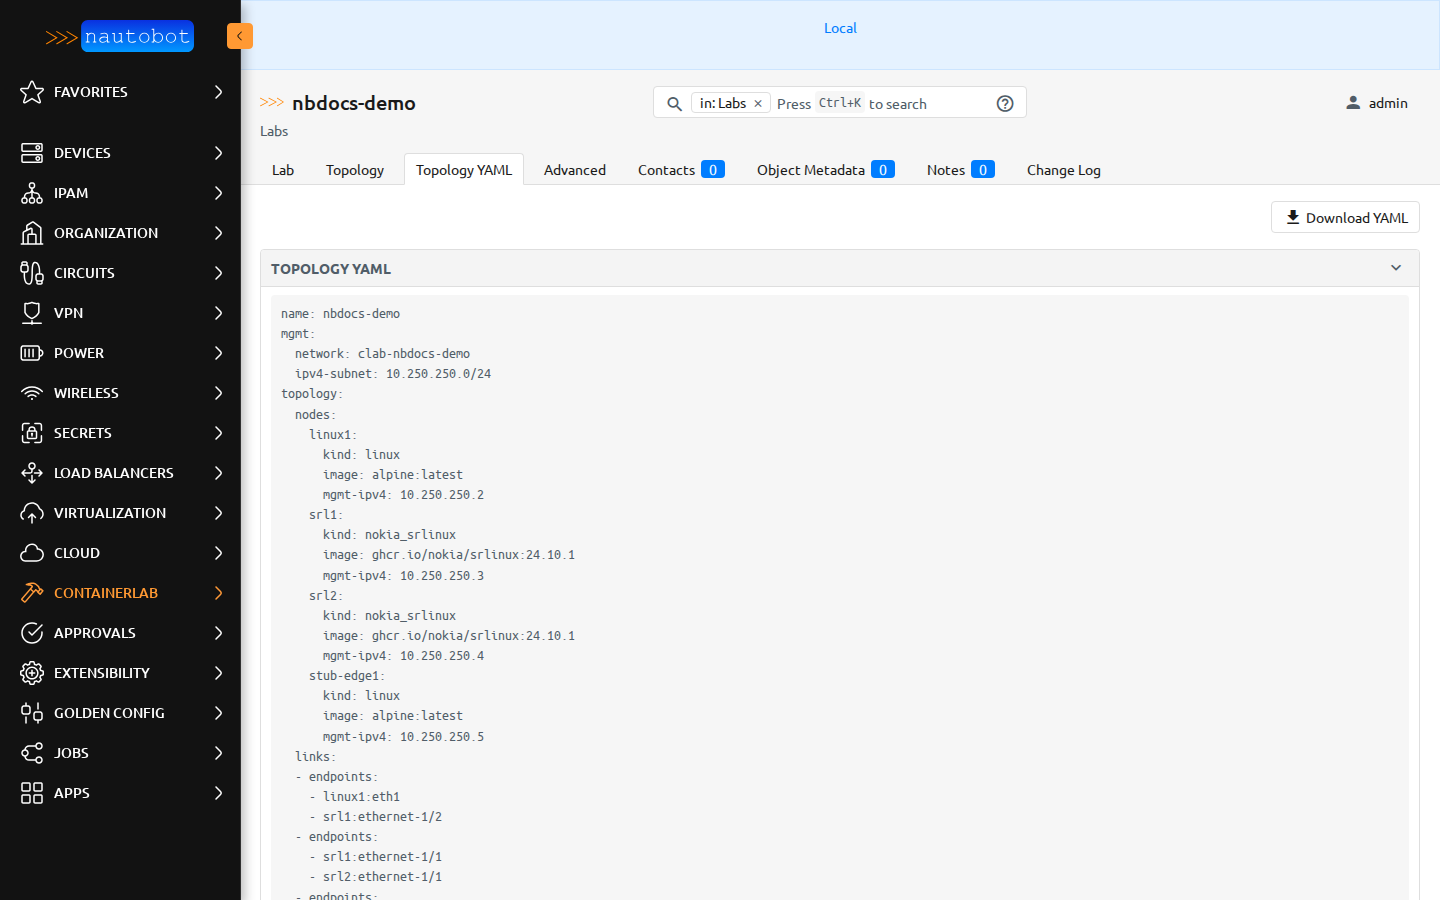 nautobot
FAVORITES
DEVICES
IPAM
ORGANIZATION
CIRCUITS
VPN
POWER
WIRELESS
SECRETS
LOAD BALANCERS
VIRTUALIZATION
CLOUD
CONTAINERLAB
APPROVALS
EXTENSIBILITY
GOLDEN CONFIG
JOBS
APPS
Local
nbdocs-demo
in: Labs × Press Ctrl+K to search
admin
Labs
Lab Topology Topology YAML Advanced Contacts 0 Object Metadata 0 Notes 0 Change Log
Download YAML
TOPOLOGY YAML
name: nbdocs-demo
mgmt:
  network: clab-nbdocs-demo
  ipv4-subnet: 10.250.250.0/24
topology:
  nodes:
    linux1:
      kind: linux
      image: alpine:latest
      mgmt-ipv4: 10.250.250.2
    srl1:
      kind: nokia_srlinux
      image: ghcr.io/nokia/srlinux:24.10.1
      mgmt-ipv4: 10.250.250.3
    srl2:
      kind: nokia_srlinux
      image: ghcr.io/nokia/srlinux:24.10.1
      mgmt-ipv4: 10.250.250.4
    stub-edge1:
      kind: linux
      image: alpine:latest
      mgmt-ipv4: 10.250.250.5
  links:
  - endpoints:
    - linux1:eth1
    - srl1:ethernet-1/2
  - endpoints:
    - srl1:ethernet-1/1
    - srl2:ethernet-1/1
  - endpoints: